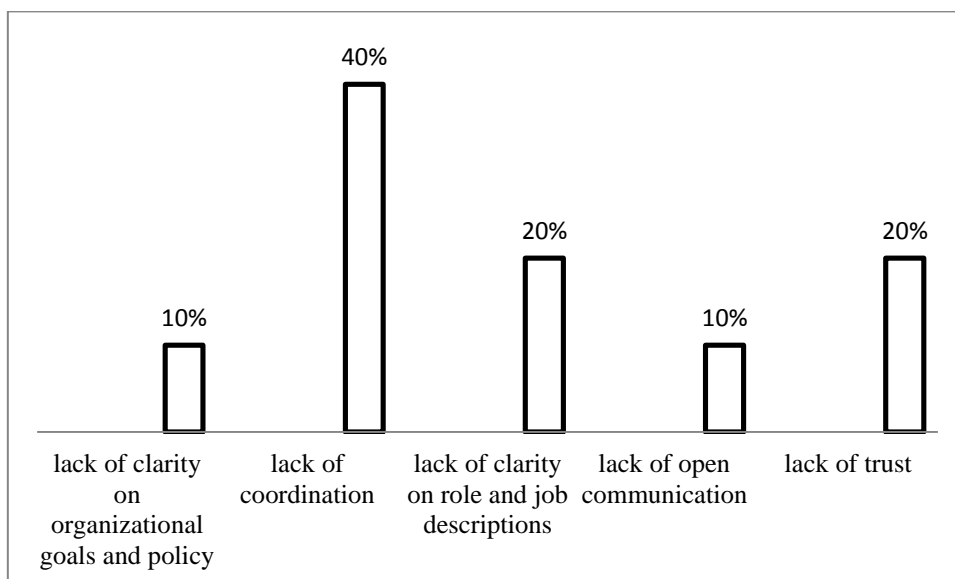 40%
20%
20%
10%
10%
lack of clarity
on
organizational
goals and policy
lack of
coordination
lack of clarity
on role and job
descriptions
lack of open
communication
lack of trust